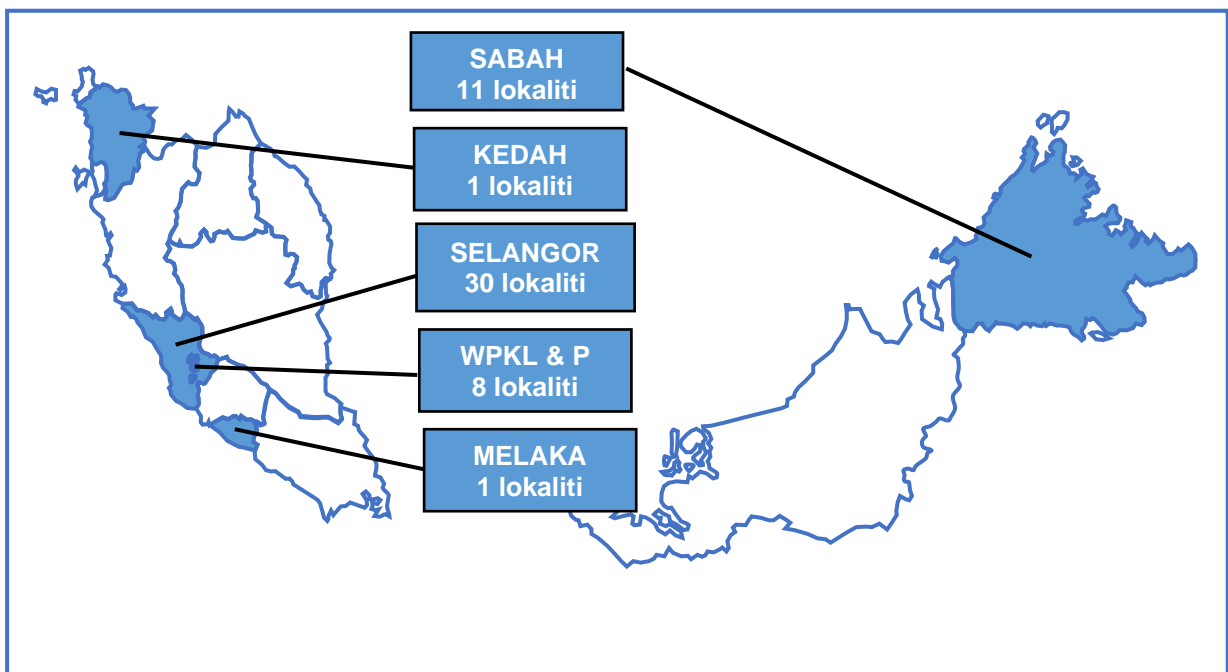 SABAH
11 lokaliti
KEDAH
1 lokaliti
SELANGOR
30 lokaliti
WPKL & P
8 lokaliti
MELAKA
1 lokaliti